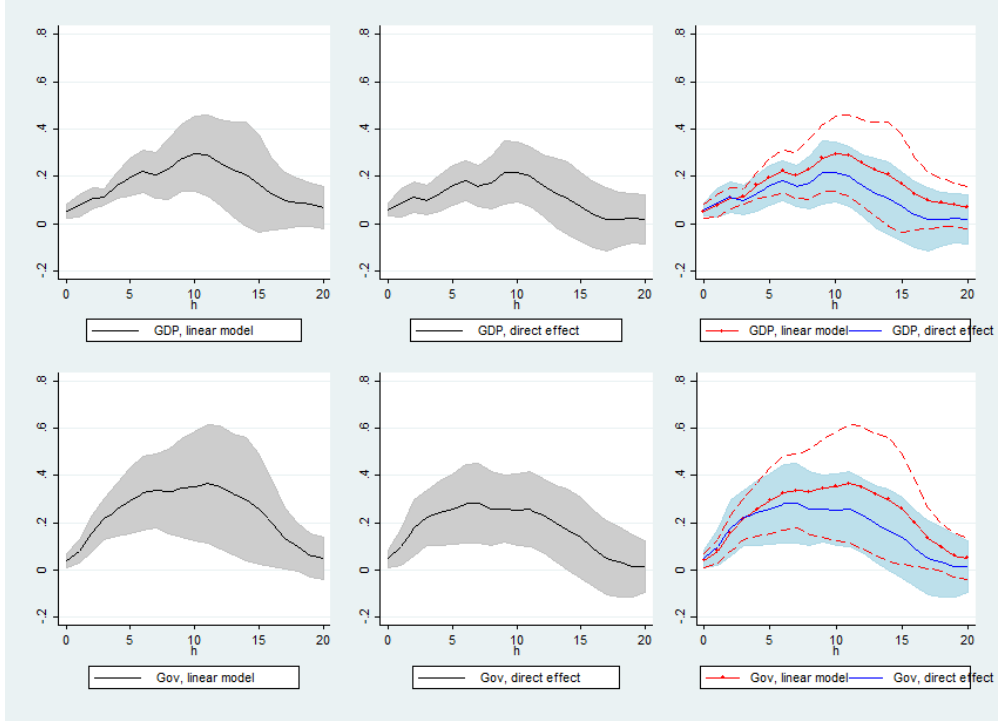 .8
.6
.4
.2
0
-.2
0 5 10 15 20
h
GDP, linear model
.8
.6
.4
.2
0
-.2
0 5 10 15 20
h
GDP, direct effect
.8
.6
.4
.2
0
-.2
0 5 10 15 20
h
GDP, linear model GDP, direct effect
.8
.6
.4
.2
0
-.2
0 5 10 15 20
h
Gov, linear model
.8
.6
.4
.2
0
-.2
0 5 10 15 20
h
Gov, direct effect
.8
.6
.4
.2
0
-.2
0 5 10 15 20
h
Gov, linear model Gov, direct effect